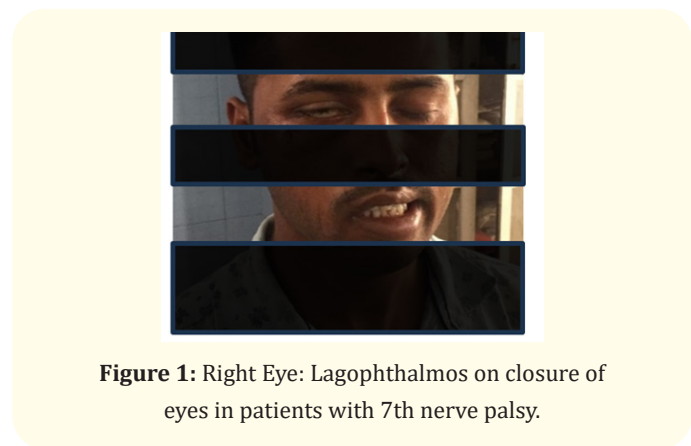 Figure 1: Right Eye: Lagophthalmos on closure of
eyes in patients with 7th nerve palsy.